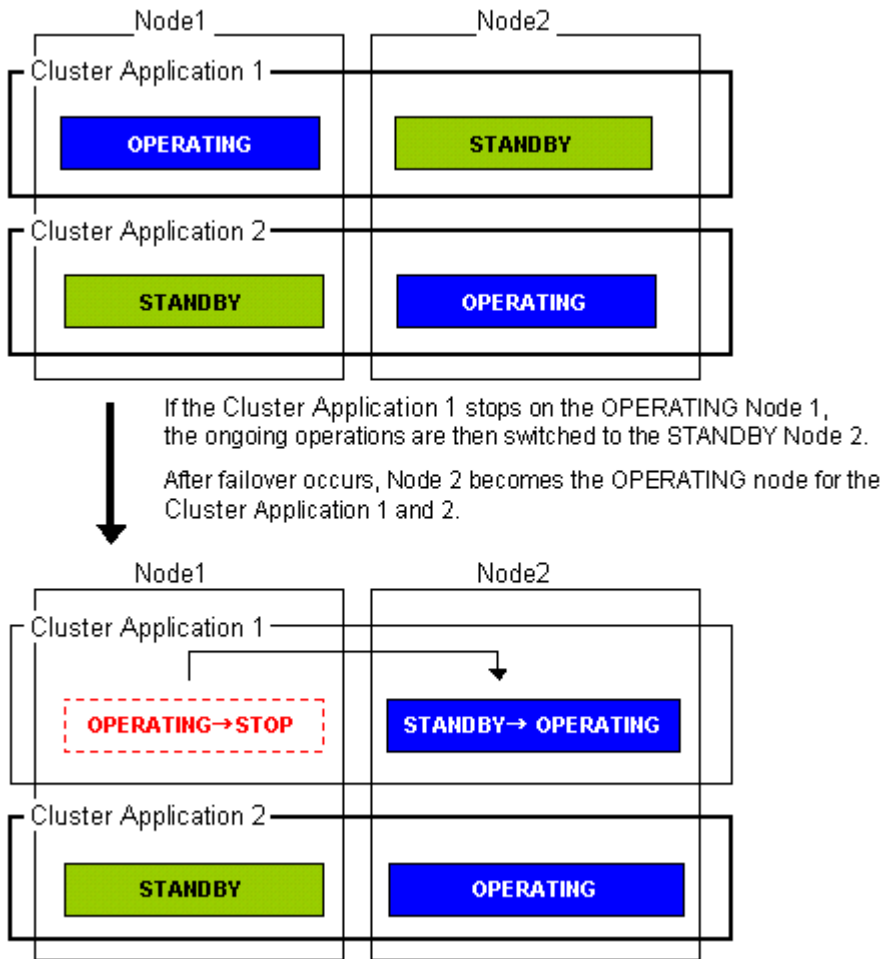 Node1 Node2
Cluster Application 1
OPERATING STANDBY
Cluster Application 2
STANDBY OPERATING
If the Cluster Application 1 stops on the OPERATING Node 1,
the ongoing operations are then switched to the STANDBY Node 2.
After failover occurs, Node 2 becomes the OPERATING node for the
Cluster Application 1 and 2.
Node1 Node2
Cluster Application 1
OPERATING→STOP STANDBY→ OPERATING
Cluster Application 2
STANDBY OPERATING